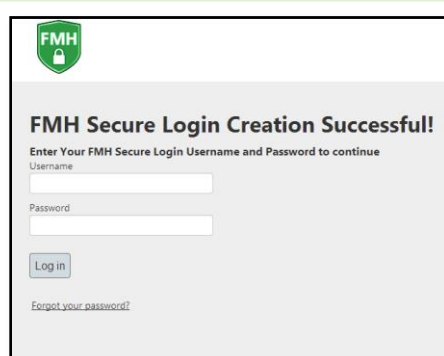 FMH
FMH Secure Login Creation Successful!
Enter Your FMH Secure Login Username and Password to continue
Username
Password
Log in
Forgot your password?